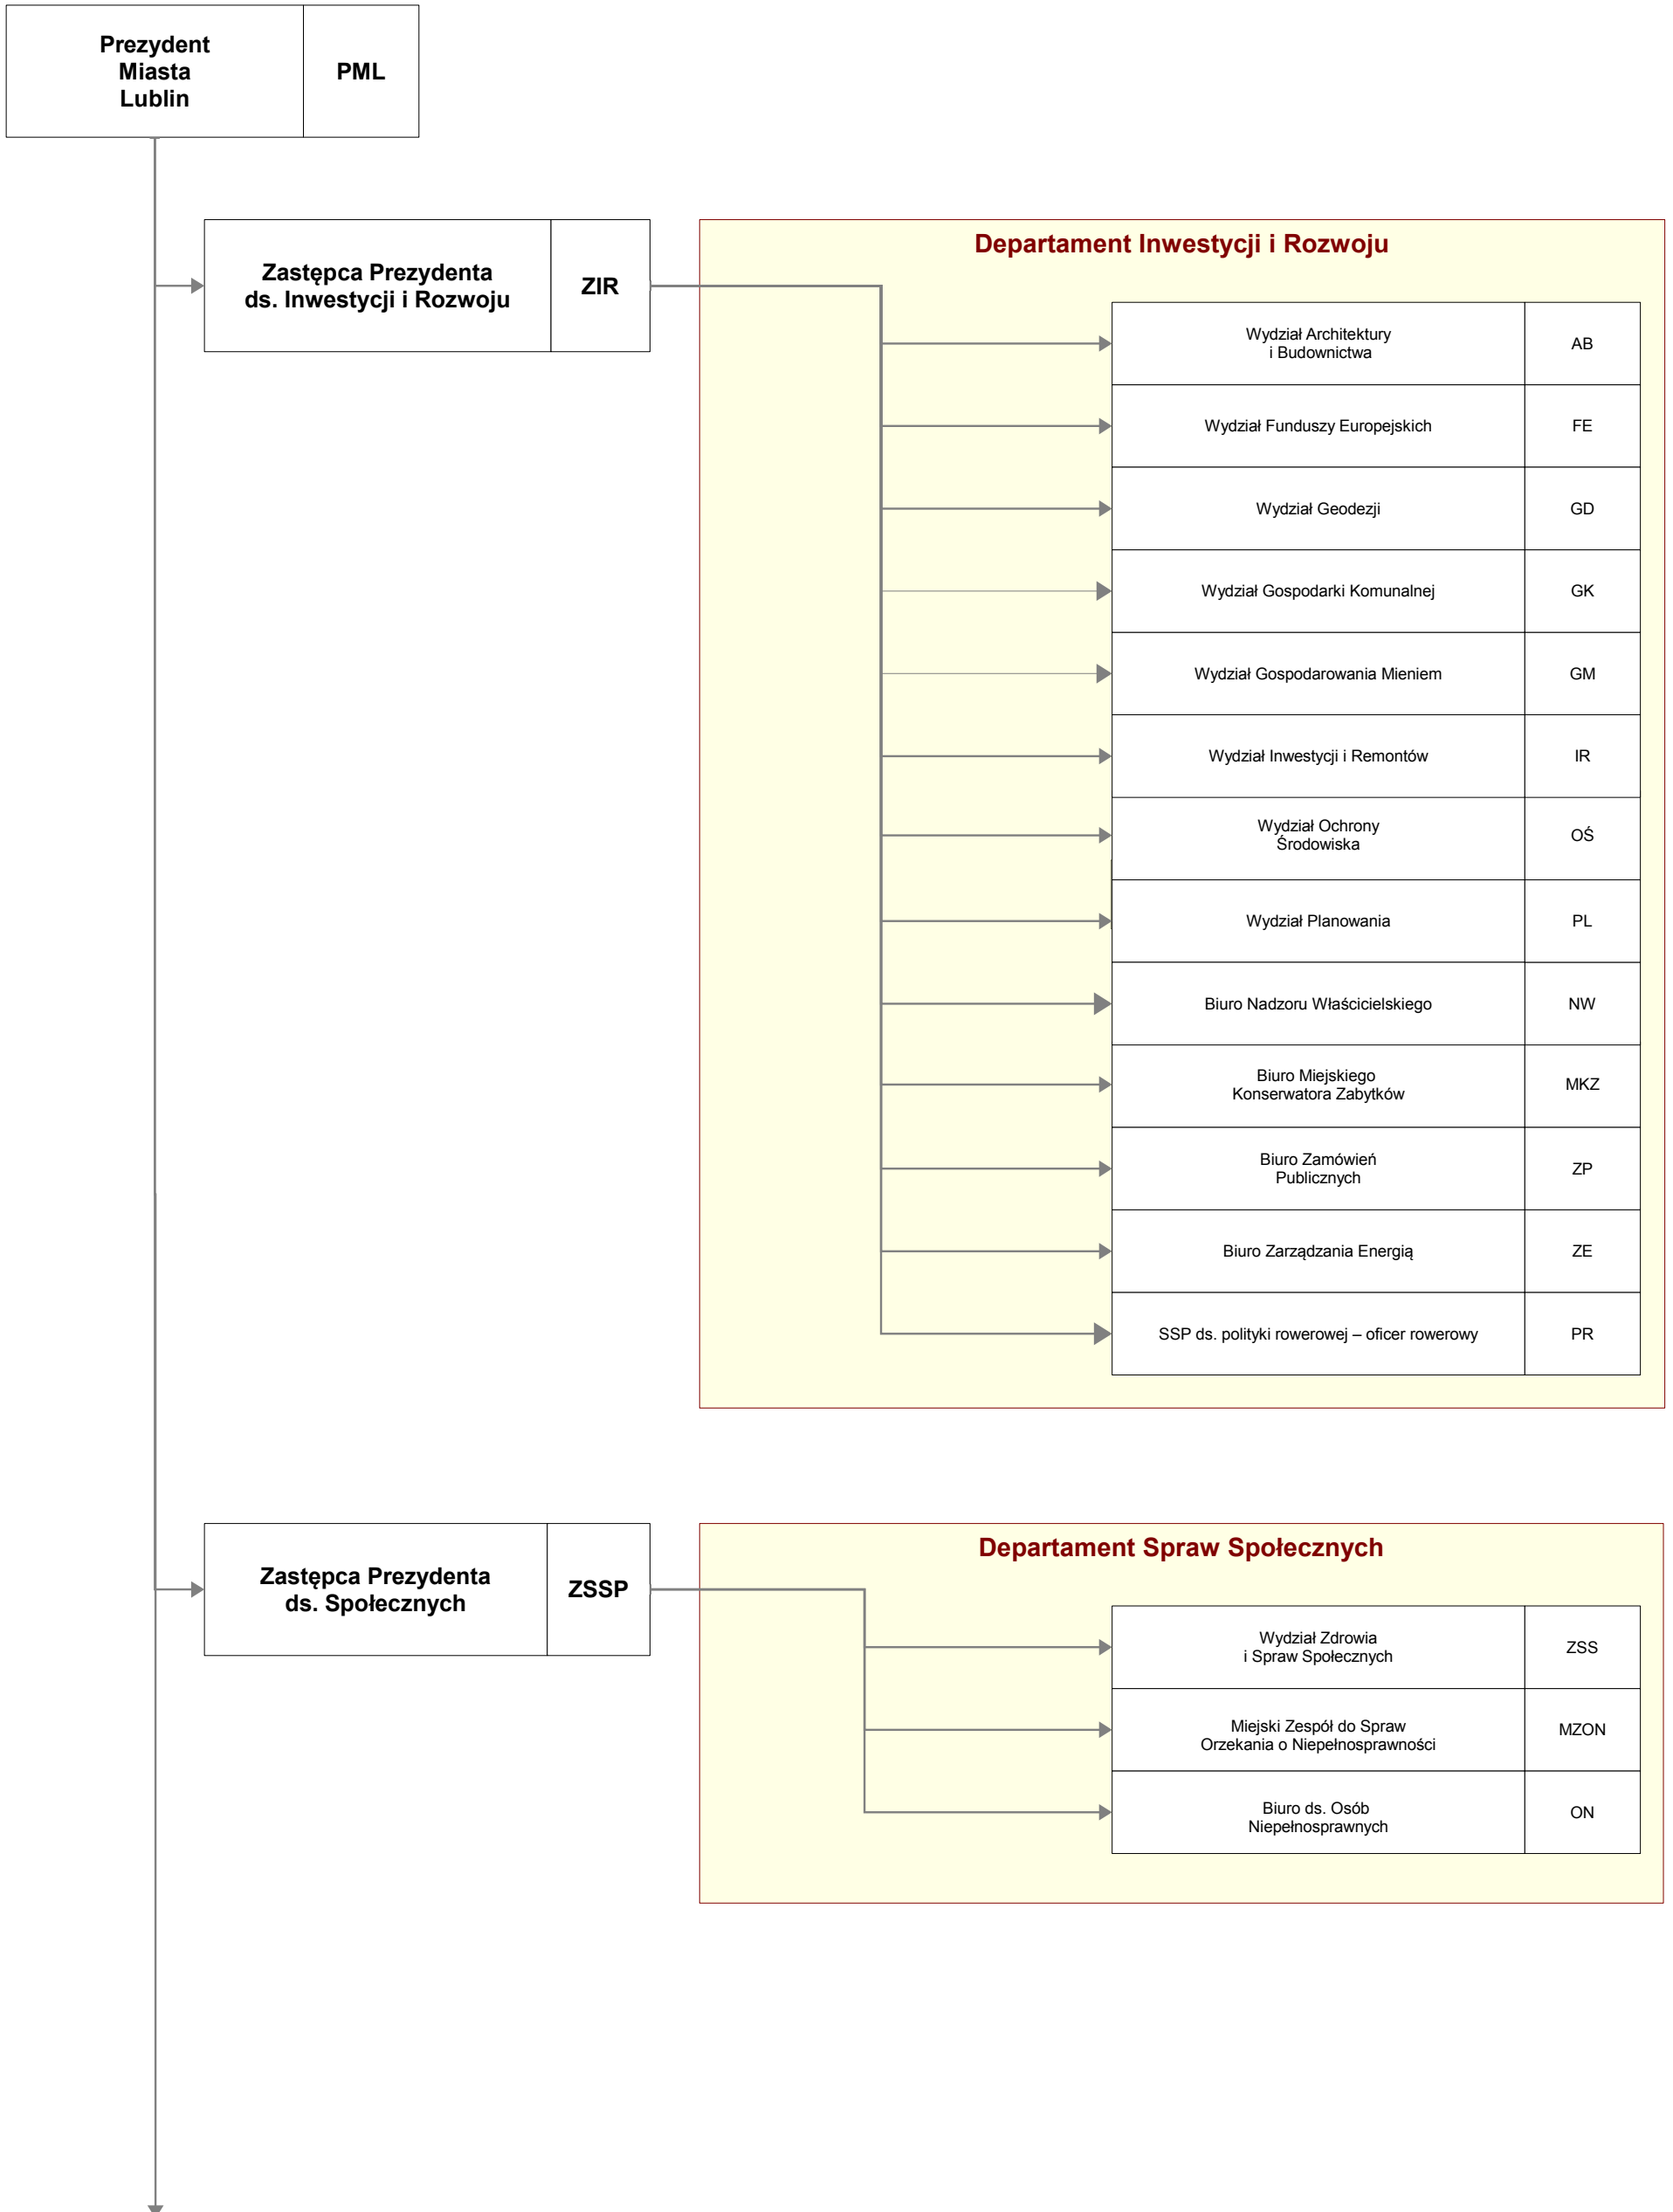 Prezydent
Miasta
Lublin
PML
Zastępca Prezydenta
ds. Inwestycji i Rozwoju
ZIR
Departament Inwestycji i Rozwoju
Wydział Architektury
i Budownictwa
AB
Wydział Funduszy Europejskich
FE
Wydział Geodezji
GD
Wydział Gospodarki Komunalnej
GK
Wydział Gospodarowania Mieniem
GM
Wydział Inwestycji i Remontów
IR
Wydział Ochrony
Środowiska
OŚ
Wydział Planowania
PL
Biuro Nadzoru Właścicielskiego
NW
Biuro Miejskiego
Konserwatora Zabytków
MKZ
Biuro Zamówień
Publicznych
ZP
Biuro Zarządzania Energią
ZE
SSP ds. polityki rowerowej – oficer rowerowy
PR
Zastępca Prezydenta
ds. Społecznych
ZSSP
Departament Spraw Społecznych
Wydział Zdrowia
i Spraw Społecznych
ZSS
Miejski Zespół do Spraw
Orzekania o Niepełnosprawności
MZON
Biuro ds. Osób
Niepełnosprawnych
ON